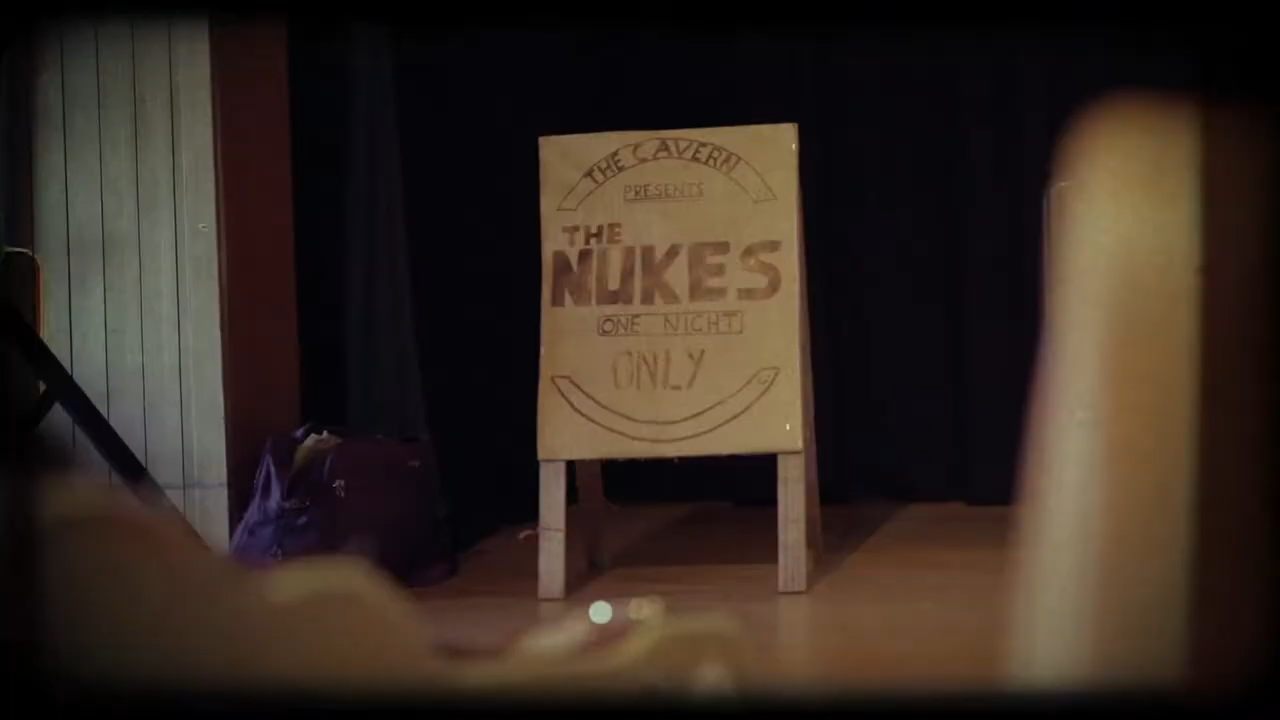 THE CAVERN
PRESENTS
THE
NUKES
ONE NIGHT
ONLY